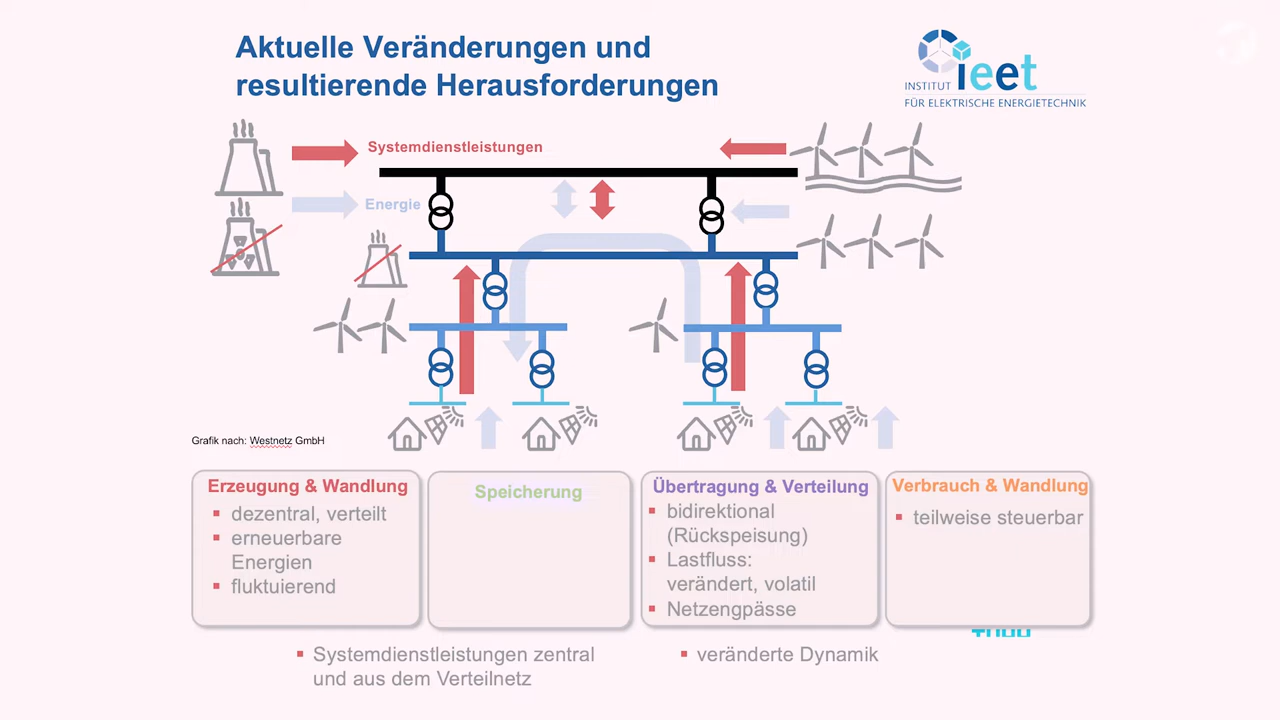 Aktuelle Veränderungen und
resultierende Herausforderungen
ieet
INSTITUT
FÜR ELEKTRISCHE ENERGIETECHNIK
Systemdienstleistungen
Energie
Grafik nach: Westnetz GmbH
Erzeugung & Wandlung
▪ dezentral, verteilt
▪ erneuerbare
Energien
▪ fluktuierend
Speicherung
Übertragung & Verteilung
▪ bidirektional
(Rückspeisung)
▪ Lastfluss:
verändert, volatil
▪ Netzengpässe
Verbrauch & Wandlung
▪ teilweise steuerbar
▪ Systemdienstleistungen zentral
und aus dem Verteilnetz
▪ veränderte Dynamik